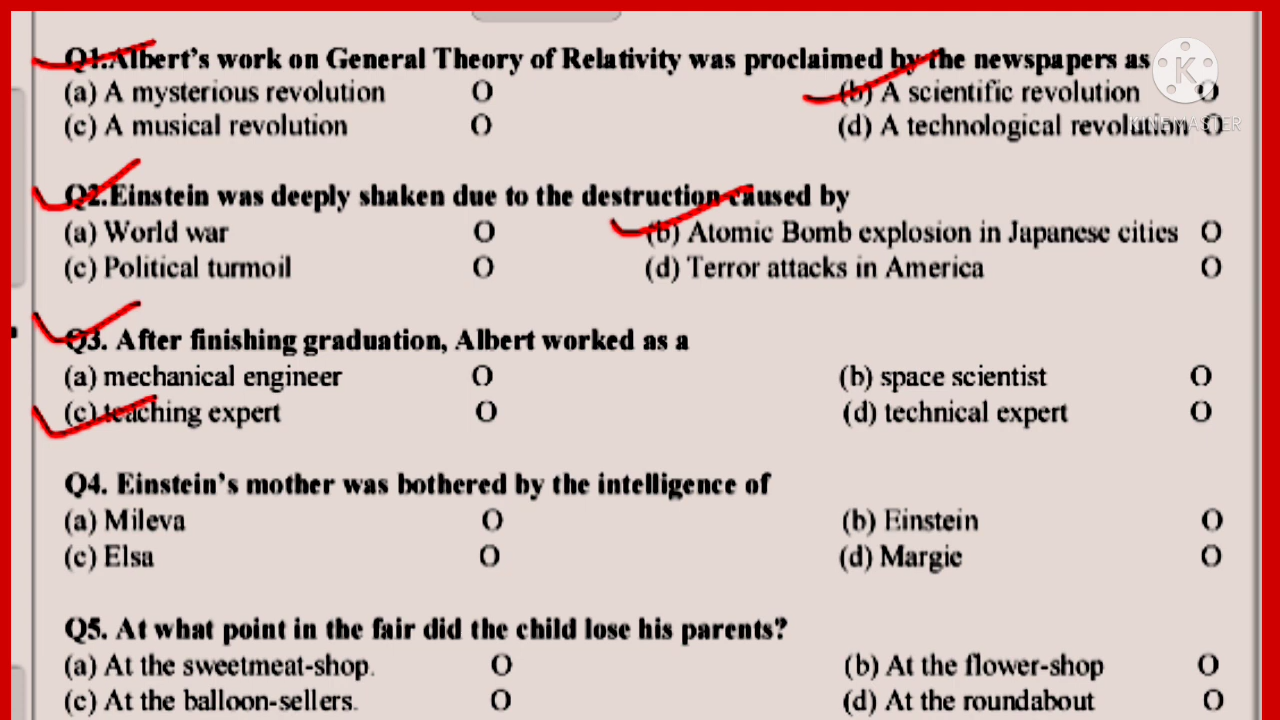 Q1.Albert's work on General Theory of Relativity was proclaimed by the newspapers as
(a) A mysterious revolution O (b) A scientific revolution O
(c) A musical revolution O (d) A technological revolution O
K
KINEMASTER
Q2.Einstein was deeply shaken due to the destruction caused by
(a) World war O (b) Atomic Bomb explosion in Japanese cities O
(c) Political turmoil O (d) Terror attacks in America O
Q3. After finishing graduation, Albert worked as a
(a) mechanical engineer O (b) space scientist O
(c) teaching expert O (d) technical expert O
Q4. Einstein's mother was bothered by the intelligence of
(a) Mileva O (b) Einstein O
(c) Elsa O (d) Margie O
Q5. At what point in the fair did the child lose his parents?
(a) At the sweetmeat-shop. O (b) At the flower-shop O
(c) At the balloon-sellers. O (d) At the roundabout O